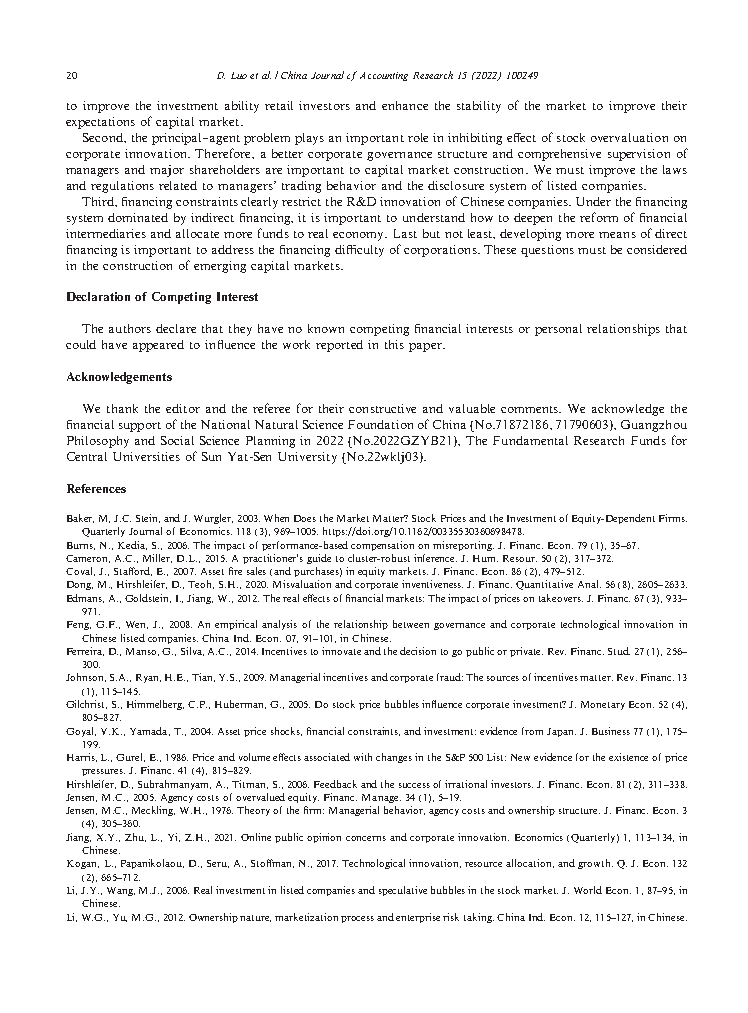 20
D. Luo et al. / China Journal of Accounting Research 15 (2022) 100249
to improve the investment ability retail investors and enhance the stability of the market to improve their
expectations of capital market.
Second, the principal–agent problem plays an important role in inhibiting effect of stock overvaluation on
corporate innovation. Therefore, a better corporate governance structure and comprehensive supervision of
managers and major shareholders are important to capital market construction. We must improve the laws
and regulations related to managers’ trading behavior and the disclosure system of listed companies.
Third, financing constraints clearly restrict the R&D innovation of Chinese companies. Under the financing
system dominated by indirect financing, it is important to understand how to deepen the reform of financial
intermediaries and allocate more funds to real economy. Last but not least, developing more means of direct
financing is important to address the financing difficulty of corporations. These questions must be considered
in the construction of emerging capital markets.
Declaration of Competing Interest
The authors declare that they have no known competing financial interests or personal relationships that
could have appeared to influence the work reported in this paper.
Acknowledgements
We thank the editor and the referee for their constructive and valuable comments. We acknowledge the
financial support of the National Natural Science Foundation of China {No.71872186, 71790603}, Guangzhou
Philosophy and Social Science Planning in 2022 {No.2022GZYB21}, The Fundamental Research Funds for
Central Universities of Sun Yat-Sen University {No.22wklj03}.
References
Baker, M, J.C. Stein, and J. Wurgler, 2003. When Does the Market Matter? Stock Prices and the Investment of Equity-Dependent Firms.
Quarterly Journal of Economics. 118 (3), 969–1005. https://doi.org/10.1162/00335530360698478.
Burns, N., Kedia, S., 2006. The impact of performance-based compensation on misreporting. J. Financ. Econ. 79 (1), 35–67.
Cameron, A.C., Miller, D.L., 2015. A practitioner’s guide to cluster-robust inference. J. Hum. Resour. 50 (2), 317–372.
Coval, J., Stafford, E., 2007. Asset fire sales (and purchases) in equity markets. J. Financ. Econ. 86 (2), 479–512.
Dong, M., Hirshleifer, D., Teoh, S.H., 2020. Misvaluation and corporate inventiveness. J. Financ. Quantitative Anal. 56 (8), 2605–2633.
Edmans, A., Goldstein, I., Jiang, W., 2012. The real effects of financial markets: The impact of prices on takeovers. J. Financ. 67 (3), 933–
971.
Feng, G.F., Wen, J., 2008. An empirical analysis of the relationship between governance and corporate technological innovation in
Chinese listed companies. China Ind. Econ. 07, 91–101, in Chinese.
Ferreira, D., Manso, G., Silva, A.C., 2014. Incentives to innovate and the decision to go public or private. Rev. Financ. Stud. 27 (1), 256–
300.
Johnson, S.A., Ryan, H.E., Tian, Y.S., 2009. Managerial incentives and corporate fraud: The sources of incentives matter. Rev. Financ. 13
(1), 115–145.
Gilchrist, S., Himmelberg, C.P., Huberman, G., 2005. Do stock price bubbles influence corporate investment? J. Monetary Econ. 52 (4),
805–827.
Goyal, V.K., Yamada, T., 2004. Asset price shocks, financial constraints, and investment: evidence from Japan. J. Business 77 (1), 175–
199.
Harris, L., Gurel, E., 1986. Price and volume effects associated with changes in the S&P 500 List: New evidence for the existence of price
pressures. J. Financ. 41 (4), 815–829.
Hirshleifer, D., Subrahmanyam, A., Titman, S., 2006. Feedback and the success of irrational investors. J. Financ. Econ. 81 (2), 311–338.
Jensen, M.C., 2005. Agency costs of overvalued equity. Financ. Manage. 34 (1), 5–19.
Jensen, M.C., Meckling, W.H., 1976. Theory of the firm: Managerial behavior, agency costs and ownership structure. J. Financ. Econ. 3
(4), 305–360.
Jiang, X.Y., Zhu, L., Yi, Z.H., 2021. Online public opinion concerns and corporate innovation. Economics (Quarterly) 1, 113–134, in
Chinese.
Kogan, L., Papanikolaou, D., Seru, A., Stoffman, N., 2017. Technological innovation, resource allocation, and growth. Q. J. Econ. 132
(2), 665–712.
Li, J.Y., Wang, M.J., 2006. Real investment in listed companies and speculative bubbles in the stock market. J. World Econ. 1, 87–95, in
Chinese.
Li, W.G., Yu, M.G., 2012. Ownership nature, marketization process and enterprise risk taking. China Ind. Econ. 12, 115–127, in Chinese.